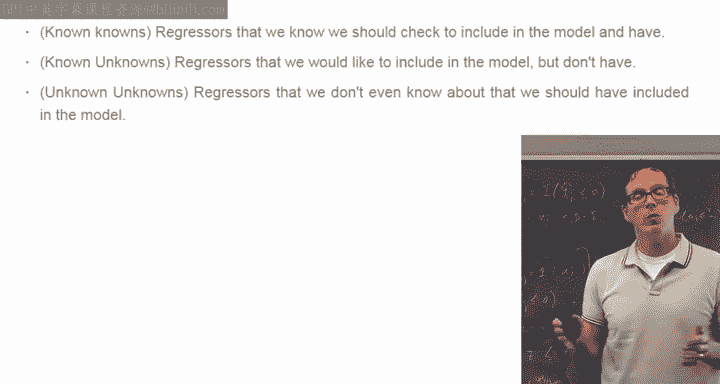 · (Known knowns) Regressors that we know we should check to include in the model and have.
· (Known Unknowns) Regressors that we would like to include in the model, but don't have.
· (Unknown Unknowns) Regressors that we don't even know about that we should have included
in the model.